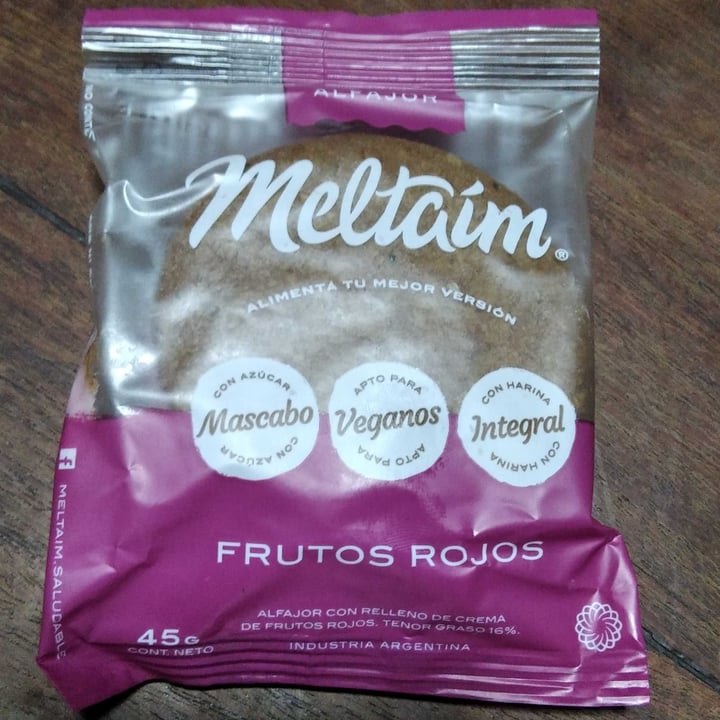 ALFAJOR
Meltaím®
ALIMENTÁ TU MEJOR VERSIÓN
CON AZÚCAR
Mascabo
CON AZÚCAR
APTO PARA
Veganos
APTO PARA
CON HARINA
Integral
CON HARINA
FRUTOS ROJOS
ALFAJOR CON RELLENO DE CREMA
DE FRUTOS ROJOS. TENOR GRASO 16%.
INDUSTRIA ARGENTINA
45 G
CONT. NETO
MELTAIM.SALUDABLE